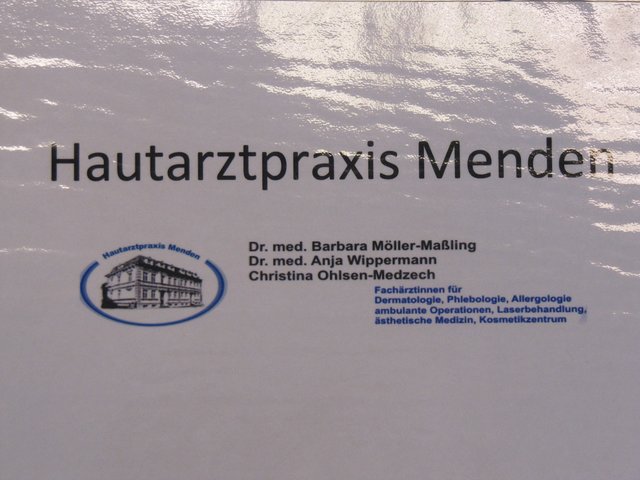 Hautarztpraxis Menden
Hautarztpraxis Menden
Dr. med. Barbara Möller-Maßling
Dr. med. Anja Wippermann
Christina Ohlsen-Medzech
Fachärztinnen für
Dermatologie, Phlebologie, Allergologie
ambulante Operationen, Laserbehandlung,
ästhetische Medizin, Kosmetikzentrum